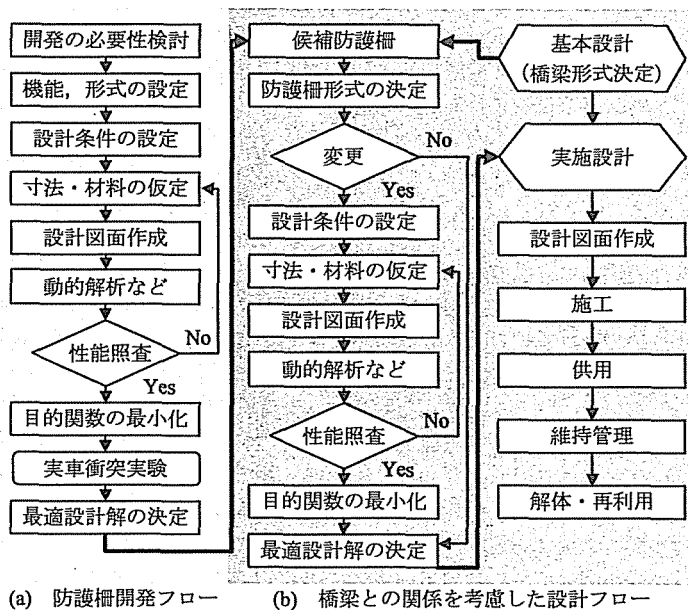 開発の必要性検討
機能，形式の設定
設計条件の設定
寸法・材料の仮定
設計図面作成
動的解析など
性能照査
No
Yes
目的関数の最小化
実車衝突実験
最適設計解の決定
(a) 防護柵開発フロー
候補防護柵
防護柵形式の決定
変更
No
Yes
設計条件の設定
寸法・材料の仮定
設計図面作成
動的解析など
性能照査
No
Yes
目的関数の最小化
最適設計解の決定
基本設計
(橋梁形式決定)
実施設計
設計図面作成
施工
供用
維持管理
解体・再利用
(b) 橋梁との関係を考慮した設計フロー